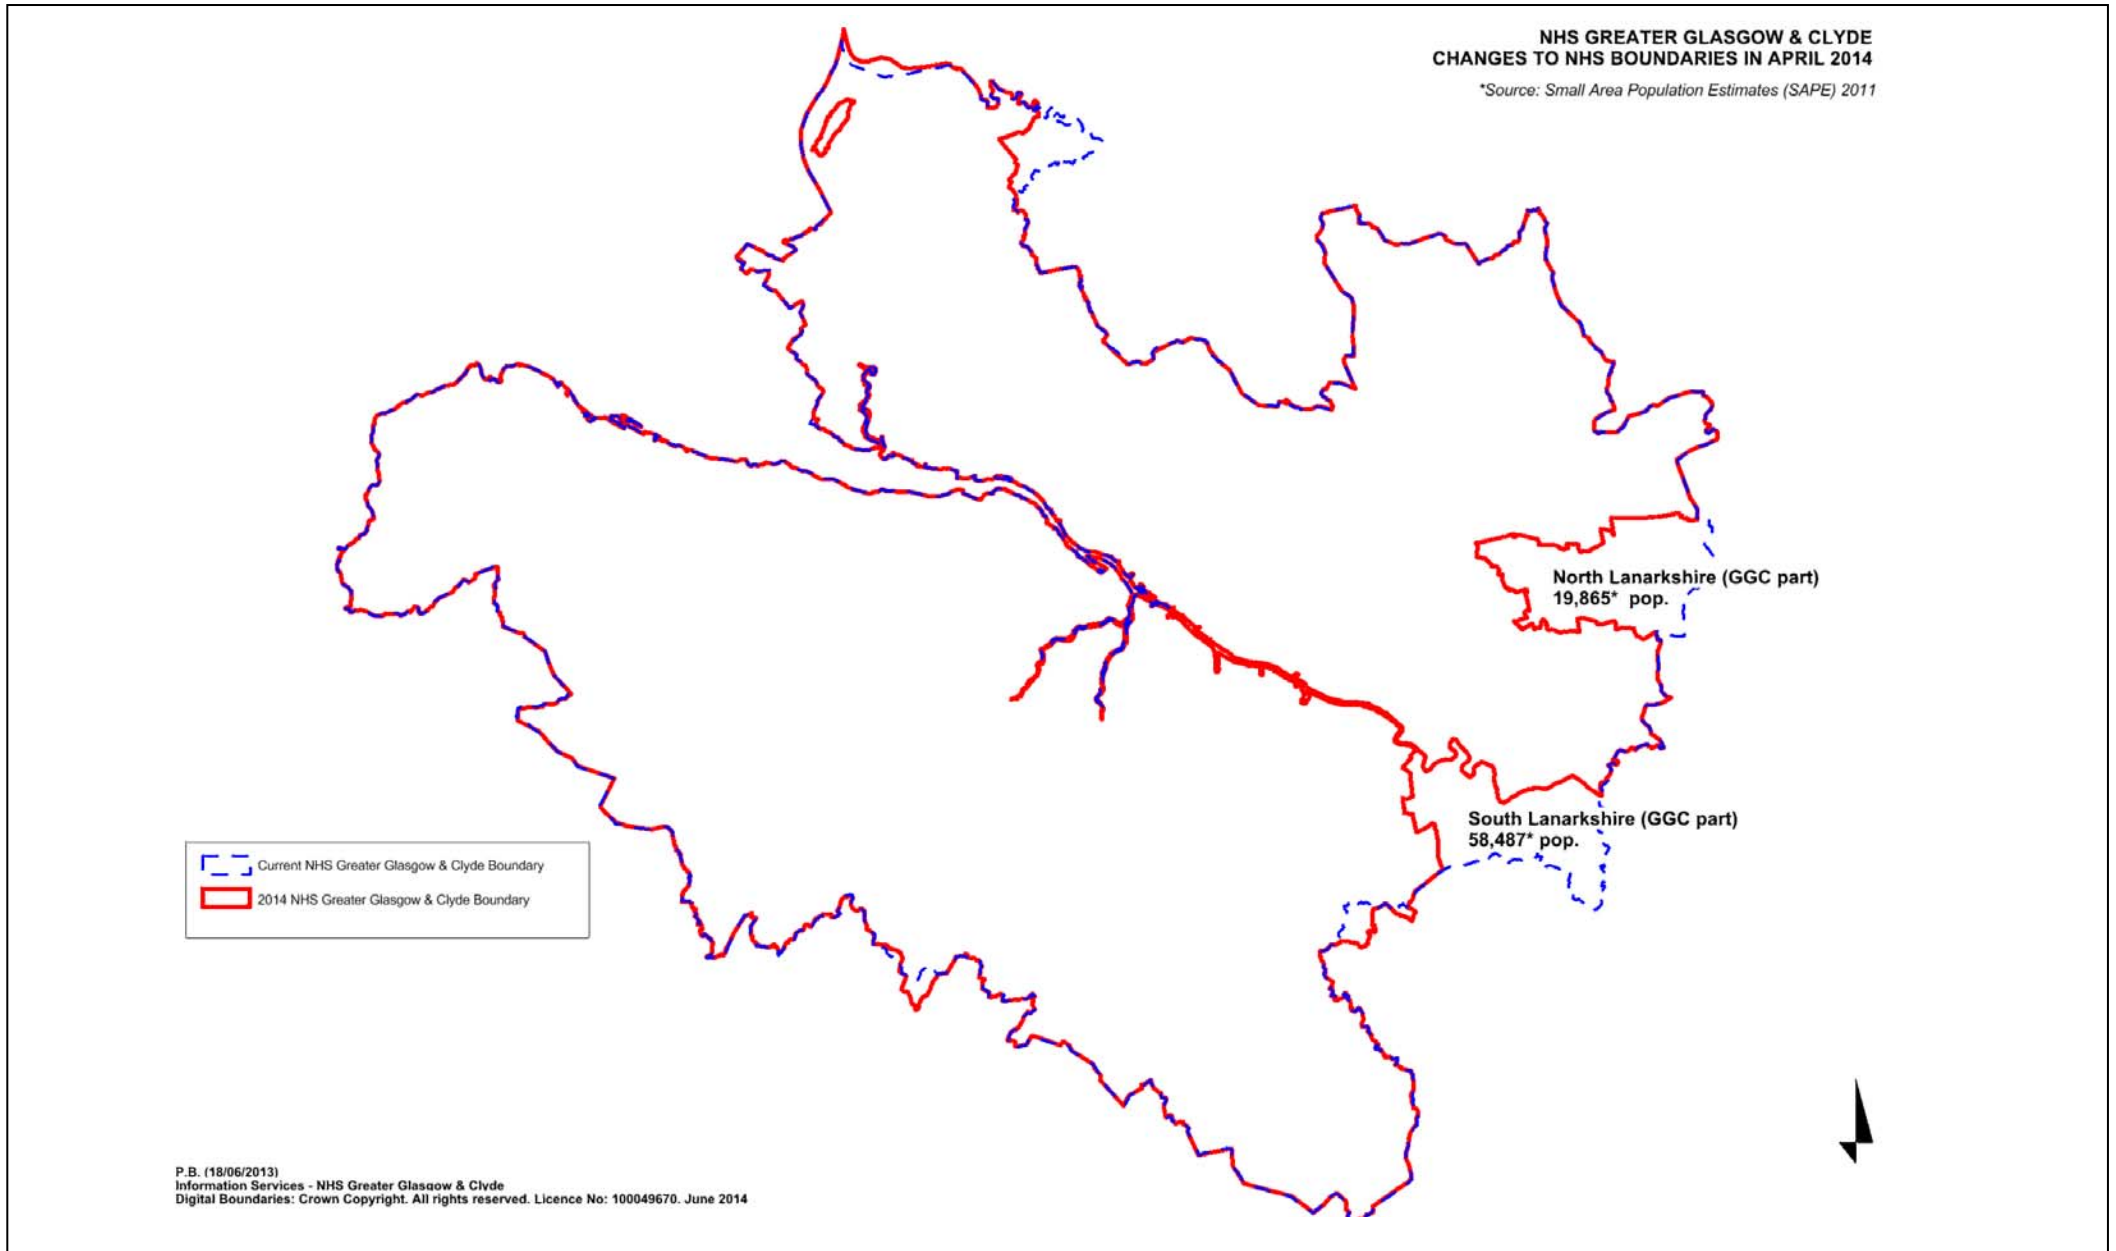 NHS GREATER GLASGOW & CLYDE
CHANGES TO NHS BOUNDARIES IN APRIL 2014
*Source: Small Area Population Estimates (SAPE) 2011
North Lanarkshire (GGC part)
19,865* pop.
South Lanarkshire (GGC part)
58,487* pop.
Current NHS Greater Glasgow & Clyde Boundary
2014 NHS Greater Glasgow & Clyde Boundary
P.B. (18/06/2013)
Information Services - NHS Greater Glasgow & Clyde
Digital Boundaries: Crown Copyright. All rights reserved. Licence No: 100049670. June 2014